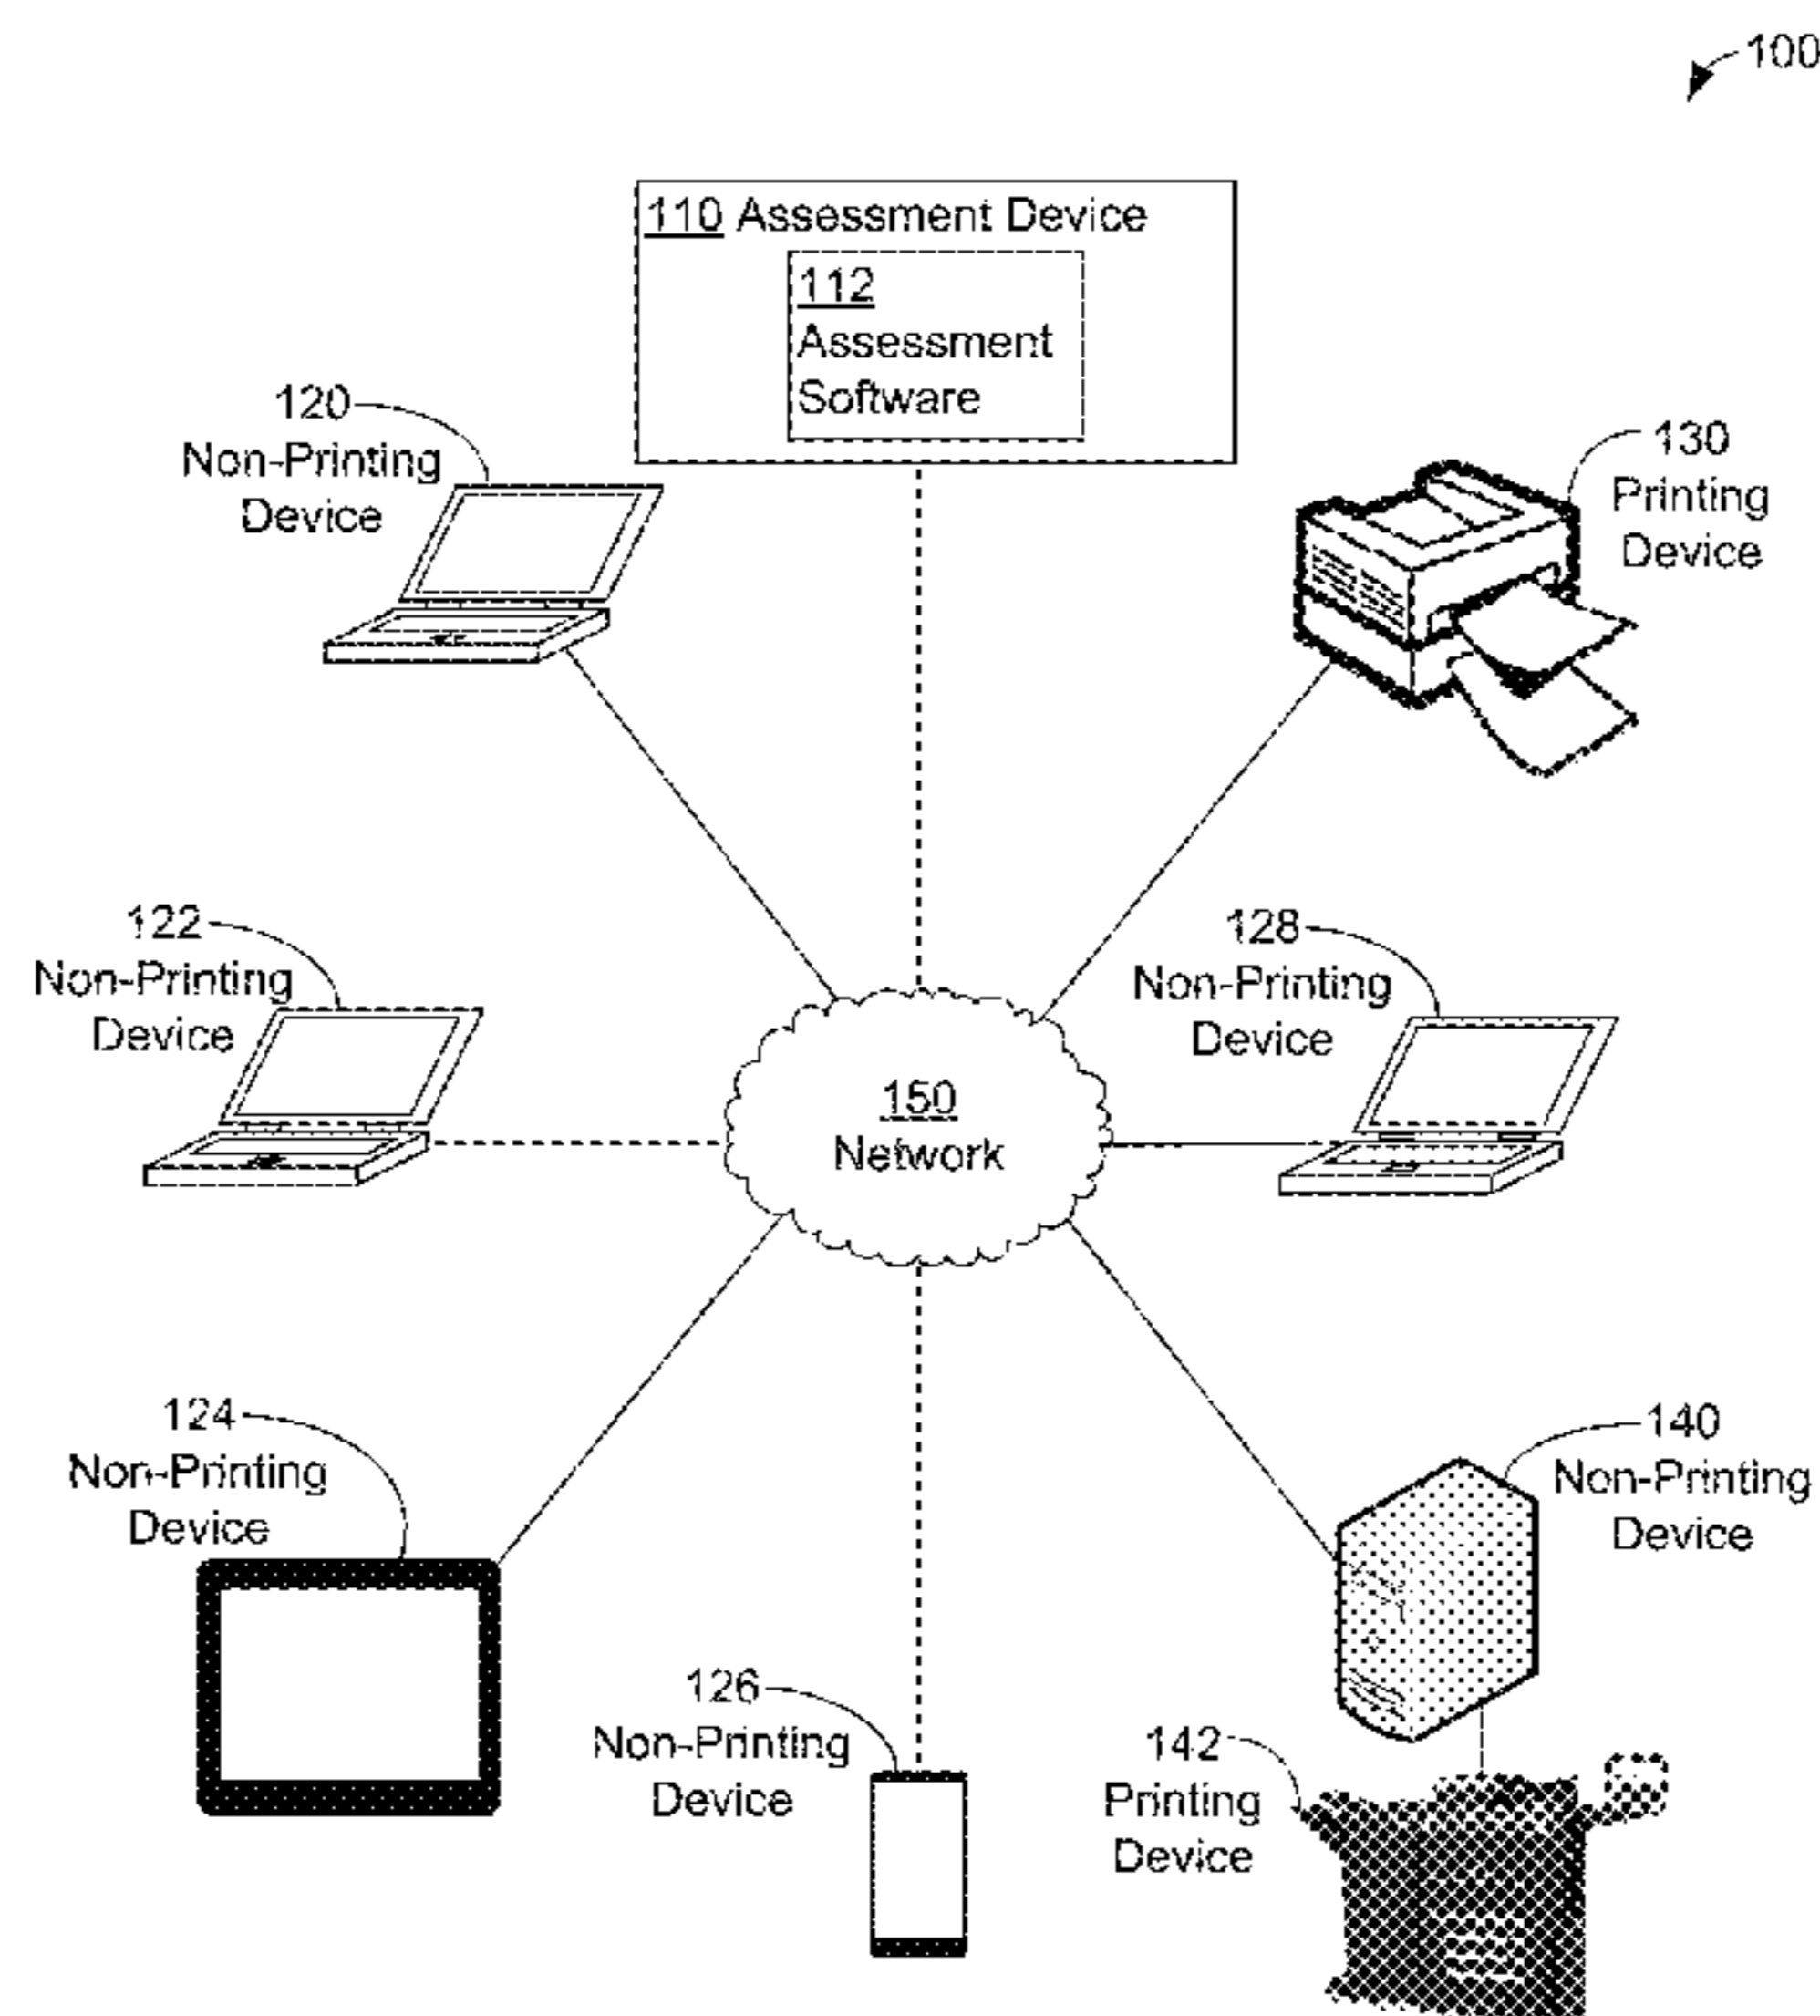 100
110 Assessment Device
112
Assessment
Software
120
Non-Printing
Device
130
Printing
Device
122
Non-Printing
Device
128
Non-Printing
Device
150
Network
124
Non-Printing
Device
140
Non-Printing
Device
126
Non-Printing
Device
142
Printing
Device